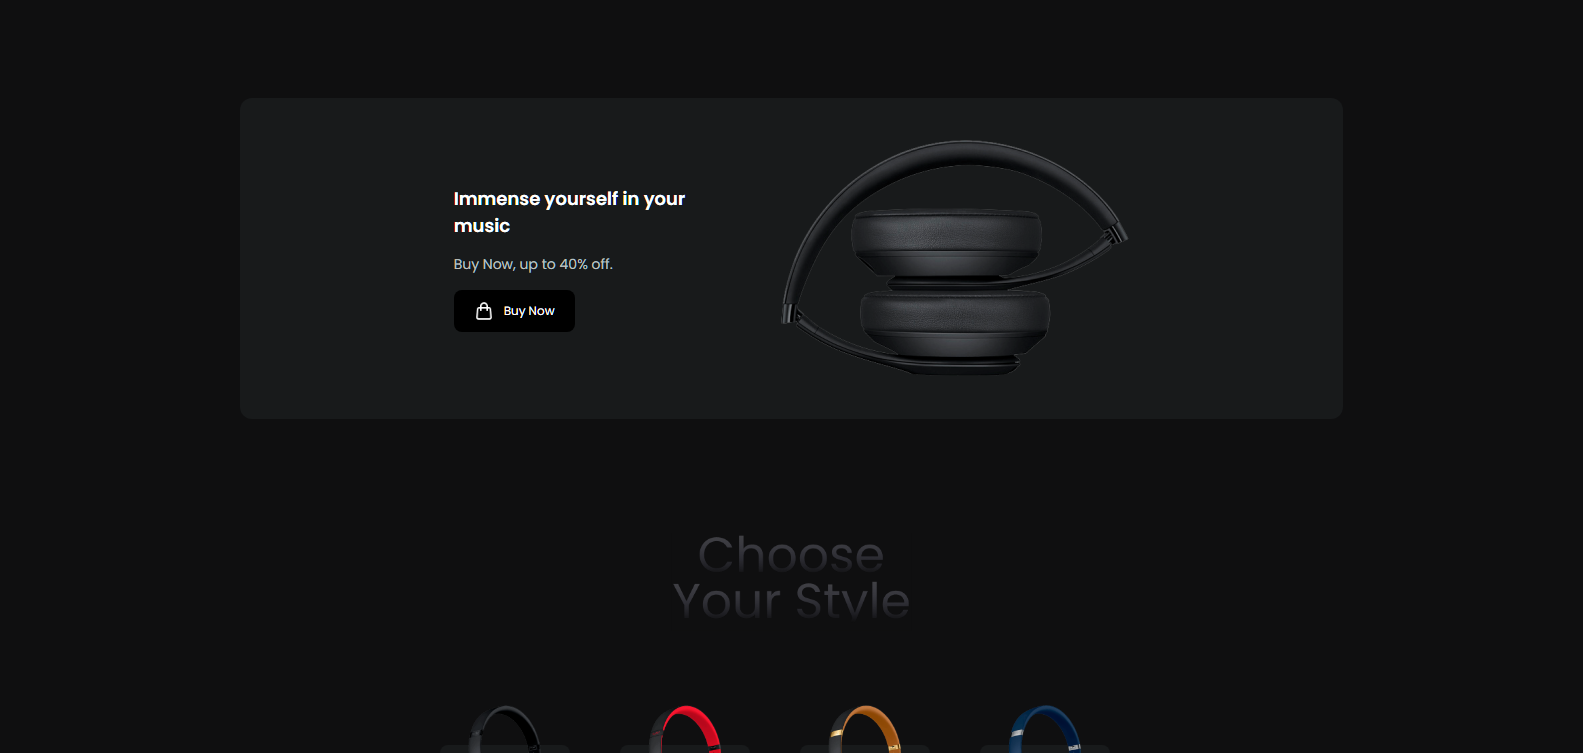 Immense yourself in your
music
Buy Now, up to 40% off.
Buy Now
Choose
Your Style